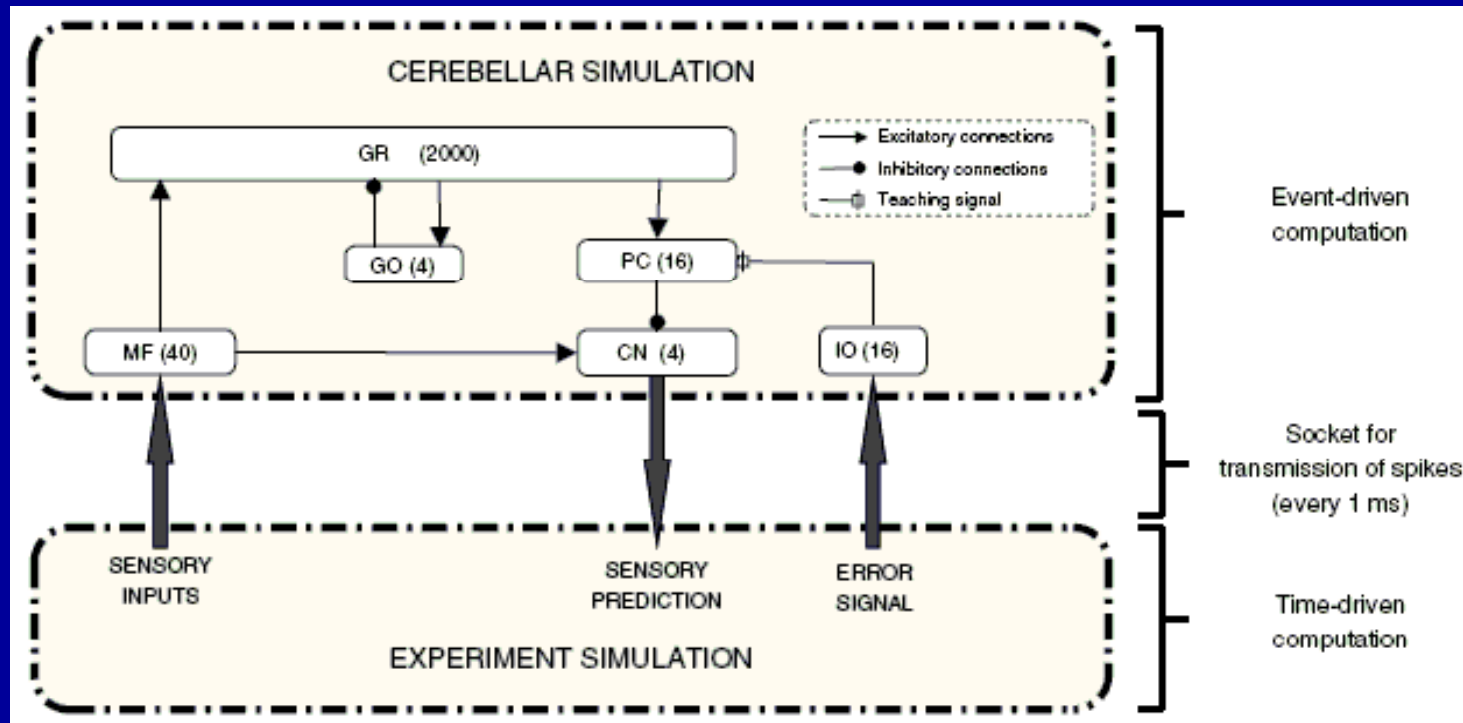 CEREBELLAR SIMULATION
GR (2000)
Excitatory connections
Inhibitory connections
Teaching signal
GO (4)
PC (16)
MF (40)
CN (4)
IO (16)
Event-driven
computation
Socket for
transmission of spikes
(every 1 ms)
SENSORY
INPUTS
SENSORY
PREDICTION
ERROR
SIGNAL
EXPERIMENT SIMULATION
Time-driven
computation